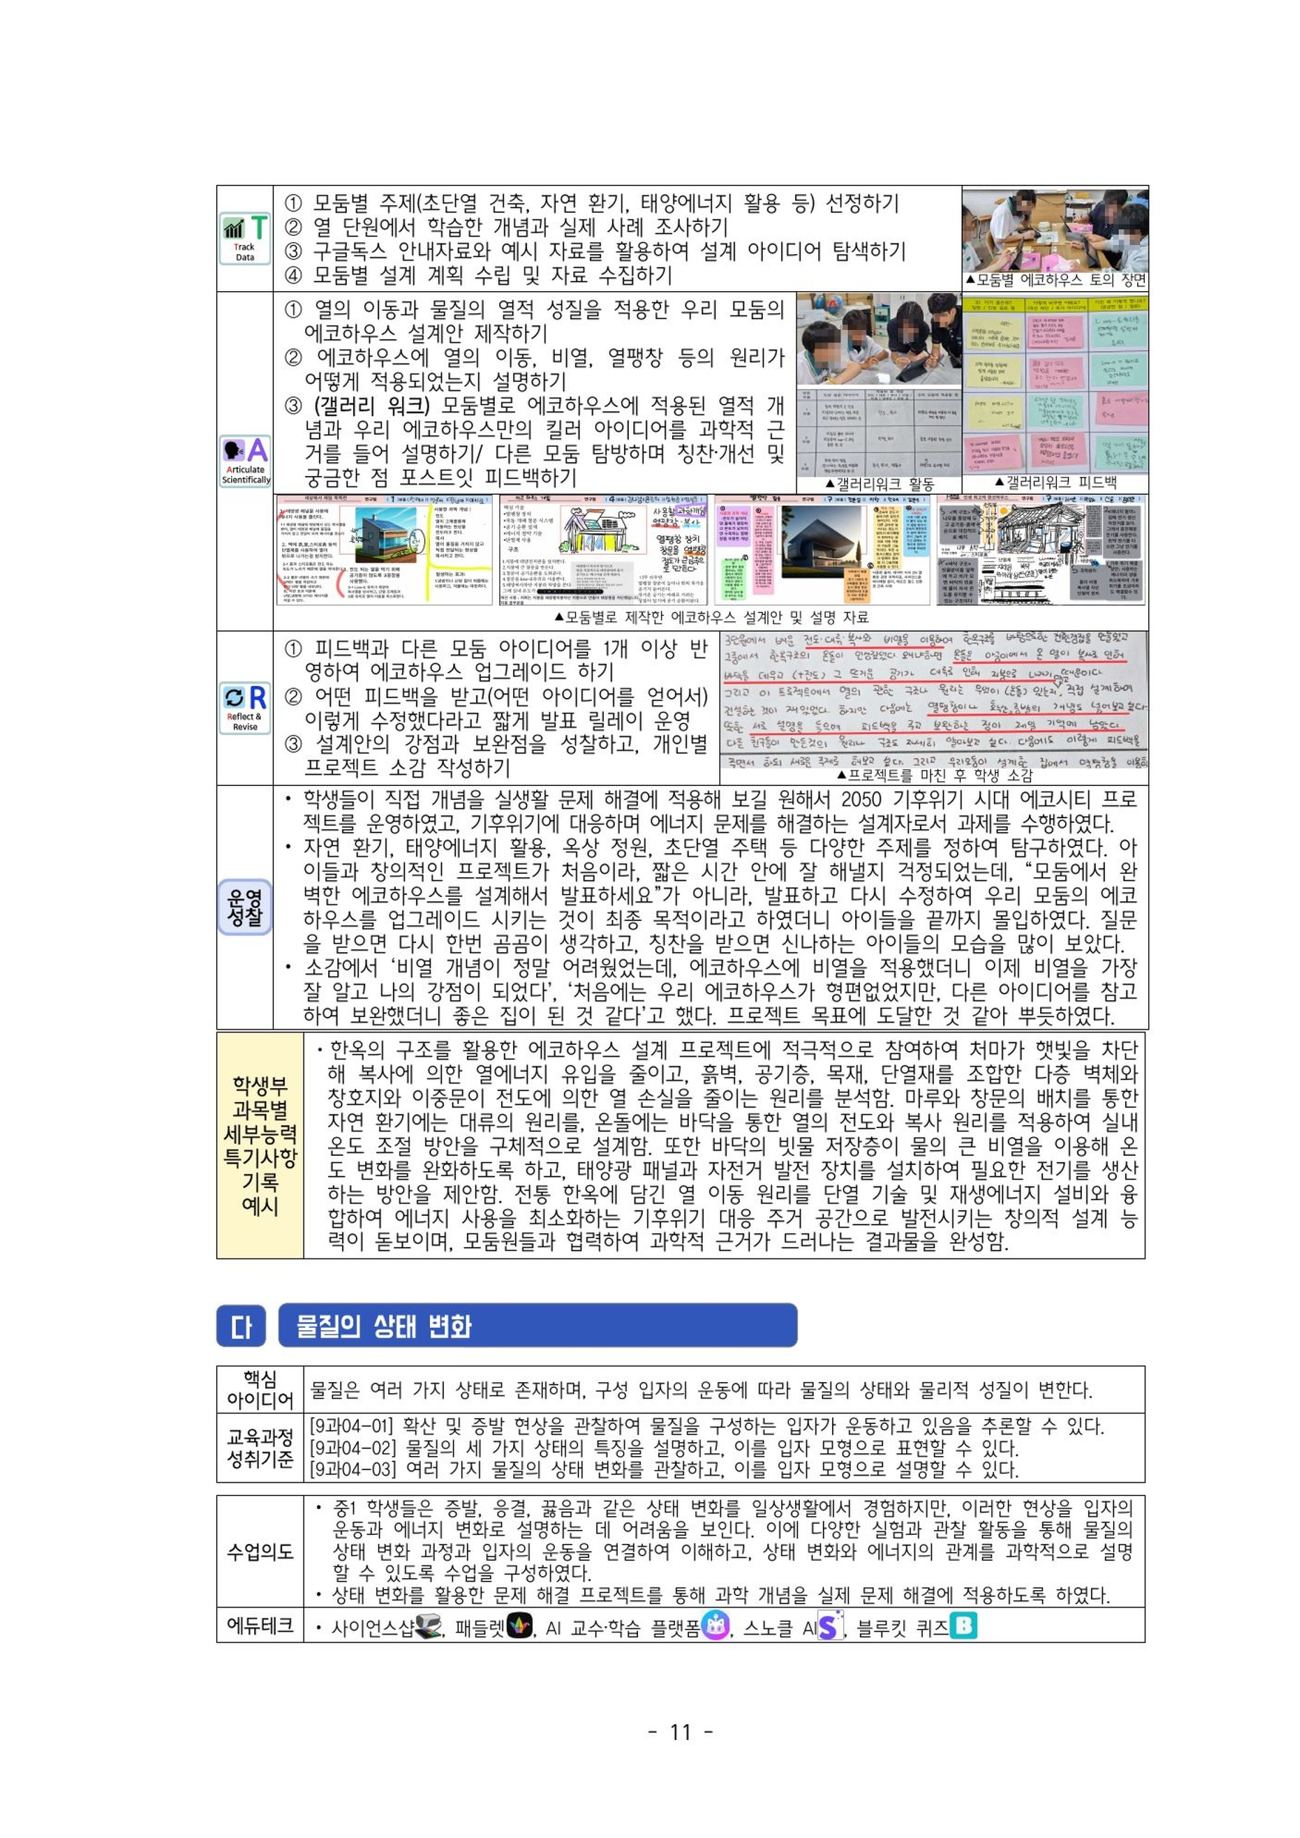 T
Track
Data
① 모둠별 주제(초단열 건축, 자연 환기, 태양에너지 활용 등) 선정하기
② 열 단원에서 학습한 개념과 실제 사례 조사하기
③ 구글독스 안내자료와 예시 자료를 활용하여 설계 아이디어 탐색하기
④ 모둠별 설계 계획 수립 및 자료 수집하기
▲모둠별 에코하우스 토의 장면
A
Articulate
Scientifically
① 열의 이동과 물질의 열적 성질을 적용한 우리 모둠의
에코하우스 설계안 제작하기
② 에코하우스에 열의 이동, 비열, 열팽창 등의 원리가
어떻게 적용되었는지 설명하기
③ (갤러리 워크) 모둠별로 에코하우스에 적용된 열적 개
념과 우리 에코하우스만의 킬러 아이디어를 과학적 근
거를 들어 설명하기/ 다른 모둠 탐방하며 칭찬·개선 및
궁금한 점 포스트잇 피드백하기
▲갤러리워크 활동
▲갤러리워크 피드백
▲모둠별로 제작한 에코하우스 설계안 및 설명 자료
R
Reflect &
Revise
① 피드백과 다른 모둠 아이디어를 1개 이상 반
영하여 에코하우스 업그레이드 하기
② 어떤 피드백을 받고(어떤 아이디어를 얻어서)
이렇게 수정했다라고 짧게 발표 릴레이 운영
③ 설계안의 강점과 보완점을 성찰하고, 개인별
프로젝트 소감 작성하기
▲프로젝트를 마친 후 학생 소감
운영
성찰
• 학생들이 직접 개념을 실생활 문제 해결에 적용해 보길 원해서 2050 기후위기 시대 에코시티 프로
젝트를 운영하였고, 기후위기에 대응하며 에너지 문제를 해결하는 설계자로서 과제를 수행하였다.
• 자연 환기, 태양에너지 활용, 옥상 정원, 초단열 주택 등 다양한 주제를 정하여 탐구하였다. 아
이들과 창의적인 프로젝트가 처음이라, 짧은 시간 안에 잘 해낼지 걱정되었는데, “모둠에서 완
벽한 에코하우스를 설계해서 발표하세요”가 아니라, 발표하고 다시 수정하여 우리 모둠의 에코
하우스를 업그레이드 시키는 것이 최종 목적이라고 하였더니 아이들을 끝까지 몰입하였다. 질문
을 받으면 다시 한번 곰곰이 생각하고, 칭찬을 받으면 신나하는 아이들의 모습을 많이 보았다.
• 소감에서 ‘비열 개념이 정말 어려웠었는데, 에코하우스에 비열을 적용했더니 이제 비열을 가장
잘 알고 나의 강점이 되었다’, ‘처음에는 우리 에코하우스가 형편없었지만, 다른 아이디어를 참고
하여 보완했더니 좋은 집이 된 것 같다’고 했다. 프로젝트 목표에 도달한 것 같아 뿌듯하였다.
학생부
과목별
세부능력
특기사항
기록
예시
• 한옥의 구조를 활용한 에코하우스 설계 프로젝트에 적극적으로 참여하여 처마가 햇빛을 차단
해 복사에 의한 열에너지 유입을 줄이고, 흙벽, 공기층, 목재, 단열재를 조합한 다층 벽체와
창호지와 이중문이 전도에 의한 열 손실을 줄이는 원리를 분석함. 마루와 창문의 배치를 통한
자연 환기에는 대류의 원리를, 온돌에는 바닥을 통한 열의 전도와 복사 원리를 적용하여 실내
온도 조절 방안을 구체적으로 설계함. 또한 바닥의 빗물 저장층이 물의 큰 비열을 이용해 온
도 변화를 완화하도록 하고, 태양광 패널과 자전거 발전 장치를 설치하여 필요한 전기를 생산
하는 방안을 제안함. 전통 한옥에 담긴 열 이동 원리를 단열 기술 및 재생에너지 설비와 융
합하여 에너지 사용을 최소화하는 기후위기 대응 주거 공간으로 발전시키는 창의적 설계 능
력이 돋보이며, 모둠원들과 협력하여 과학적 근거가 드러나는 결과물을 완성함.
다 물질의 상태 변화
핵심
아이디어
물질은 여러 가지 상태로 존재하며, 구성 입자의 운동에 따라 물질의 상태와 물리적 성질이 변한다.
교육과정
성취기준
[9과04-01] 확산 및 증발 현상을 관찰하여 물질을 구성하는 입자가 운동하고 있음을 추론할 수 있다.
[9과04-02] 물질의 세 가지 상태의 특징을 설명하고, 이를 입자 모형으로 표현할 수 있다.
[9과04-03] 여러 가지 물질의 상태 변화를 관찰하고, 이를 입자 모형으로 설명할 수 있다.
수업의도
• 중1 학생들은 증발, 응결, 끓음과 같은 상태 변화를 일상생활에서 경험하지만, 이러한 현상을 입자의
운동과 에너지 변화로 설명하는 데 어려움을 보인다. 이에 다양한 실험과 관찰 활동을 통해 물질의
상태 변화 과정과 입자의 운동을 연결하여 이해하고, 상태 변화와 에너지의 관계를 과학적으로 설명
할 수 있도록 수업을 구성하였다.
• 상태 변화를 활용한 문제 해결 프로젝트를 통해 과학 개념을 실제 문제 해결에 적용하도록 하였다.
에듀테크
• 사이언스샵, 패들렛, AI 교수·학습 플랫폼, 스노클 AI S, 블루킷 퀴즈 B
- 11 -